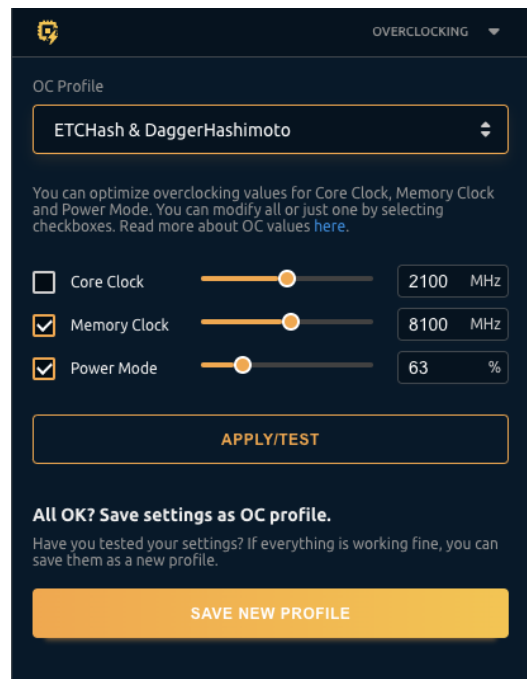 OVERCLOCKING
OC Profile
ETCHash & DaggerHashimoto
You can optimize overclocking values for Core Clock, Memory Clock
and Power Mode. You can modify all or just one by selecting
checkboxes. Read more about OC values here.
Core Clock 2100 MHz
Memory Clock 8100 MHz
Power Mode 63 %
APPLY/TEST
All OK? Save settings as OC profile.
Have you tested your settings? If everything is working fine, you can
save them as a new profile.
SAVE NEW PROFILE